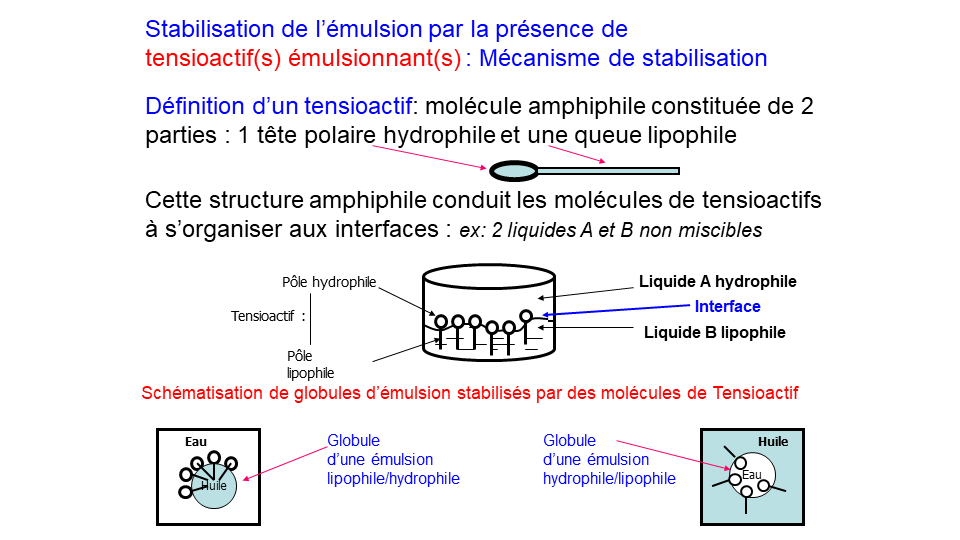 Stabilisation de l’émulsion par la présence de
tensioactif(s) émulsionnant(s) : Mécanisme de stabilisation
Définition d’un tensioactif: molécule amphiphile constituée de 2
parties : 1 tête polaire hydrophile et une queue lipophile
Cette structure amphiphile conduit les molécules de tensioactifs
à s’organiser aux interfaces : ex: 2 liquides A et B non miscibles
Pôle hydrophile
Tensioactif :
Pôle
lipophile
Liquide A hydrophile
Interface
Liquide B lipophile
Schématisation de globules d’émulsion stabilisés par des molécules de Tensioactif
Eau
Huile
Globule
d’une émulsion
lipophile/hydrophile
Globule
d’une émulsion
hydrophile/lipophile
Huile
Eau